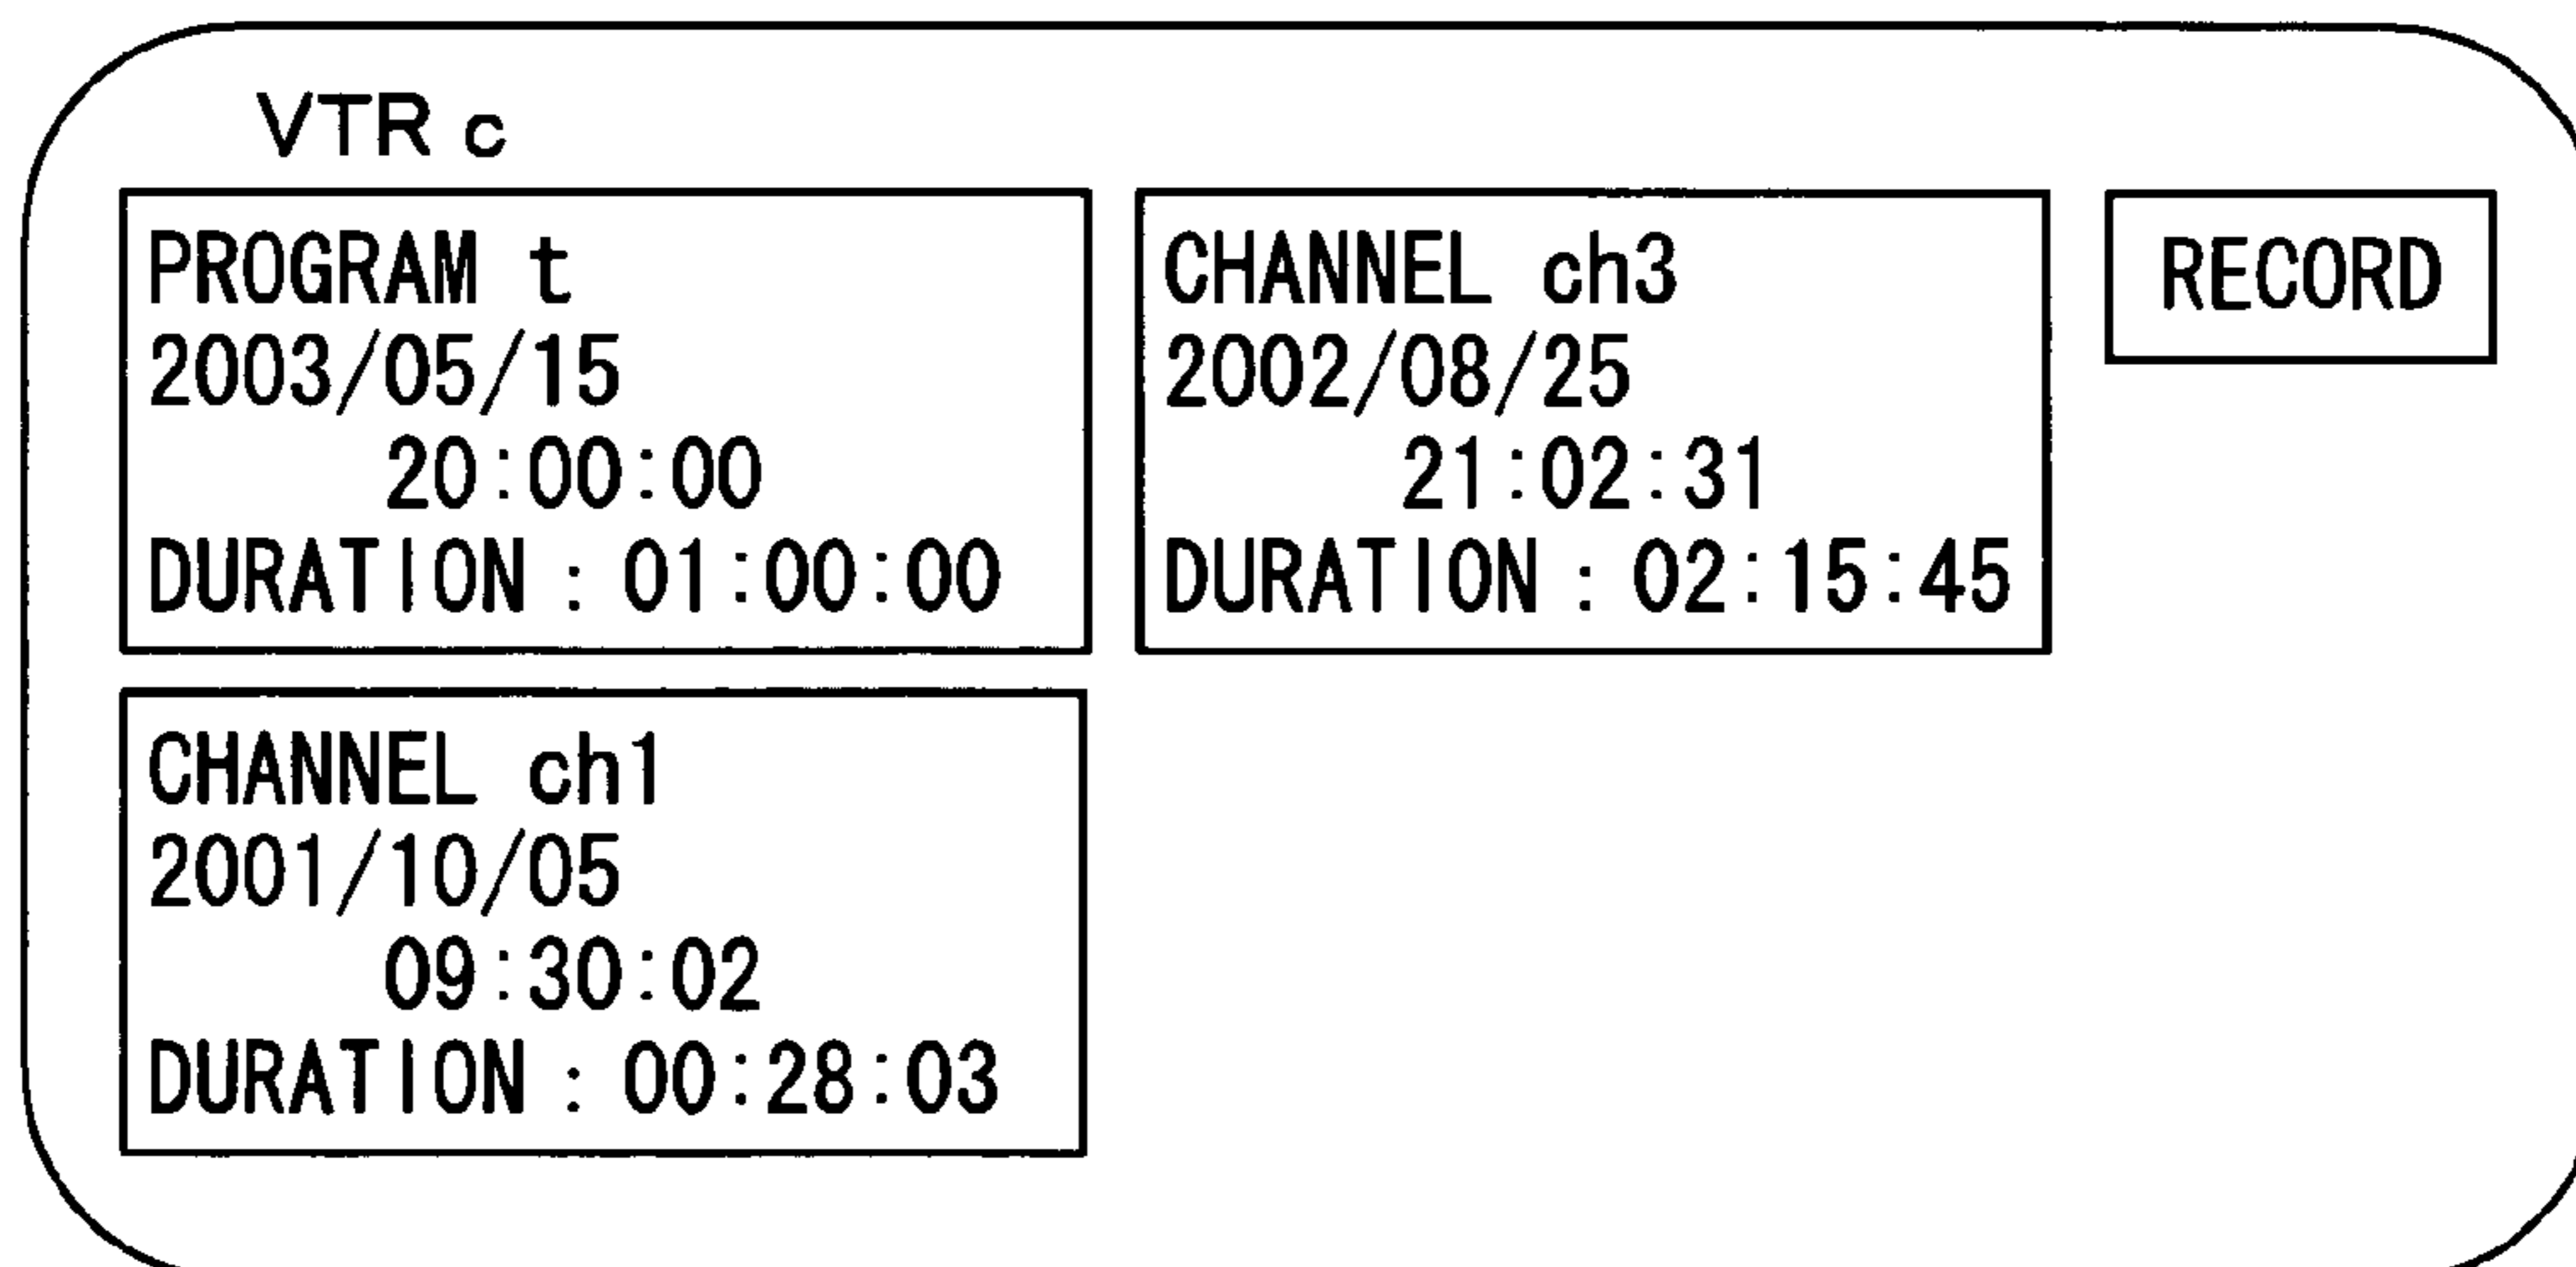 VTR c
PROGRAM t
2003/05/15
20:00:00
DURATION : 01:00:00
CHANNEL ch3
2002/08/25
21:02:31
DURATION : 02:15:45
RECORD
CHANNEL ch1
2001/10/05
09:30:02
DURATION : 00:28:03